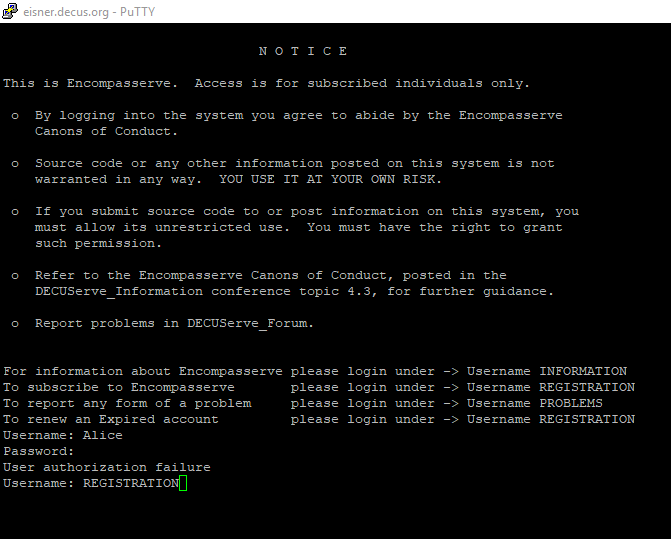 eisner.decus.org - PuTTY
N O T I C E
This is Encompasserve.  Access is for subscribed individuals only.
o  By logging into the system you agree to abide by the Encompasserve
Canons of Conduct.
o  Source code or any other information posted on this system is not
warranted in any way.  YOU USE IT AT YOUR OWN RISK.
o  If you submit source code to or post information on this system, you
must allow its unrestricted use.  You must have the right to grant
such permission.
o  Refer to the Encompasserve Canons of Conduct, posted in the
DECUServe_Information conference topic 4.3, for further guidance.
o  Report problems in DECUServe_Forum.
For information about Encompasserve please login under -> Username INFORMATION
To subscribe to Encompasserve       please login under -> Username REGISTRATION
To report any form of a problem     please login under -> Username PROBLEMS
To renew an Expired account         please login under -> Username REGISTRATION
Username: Alice
Password:
User authorization failure
Username: REGISTRATION